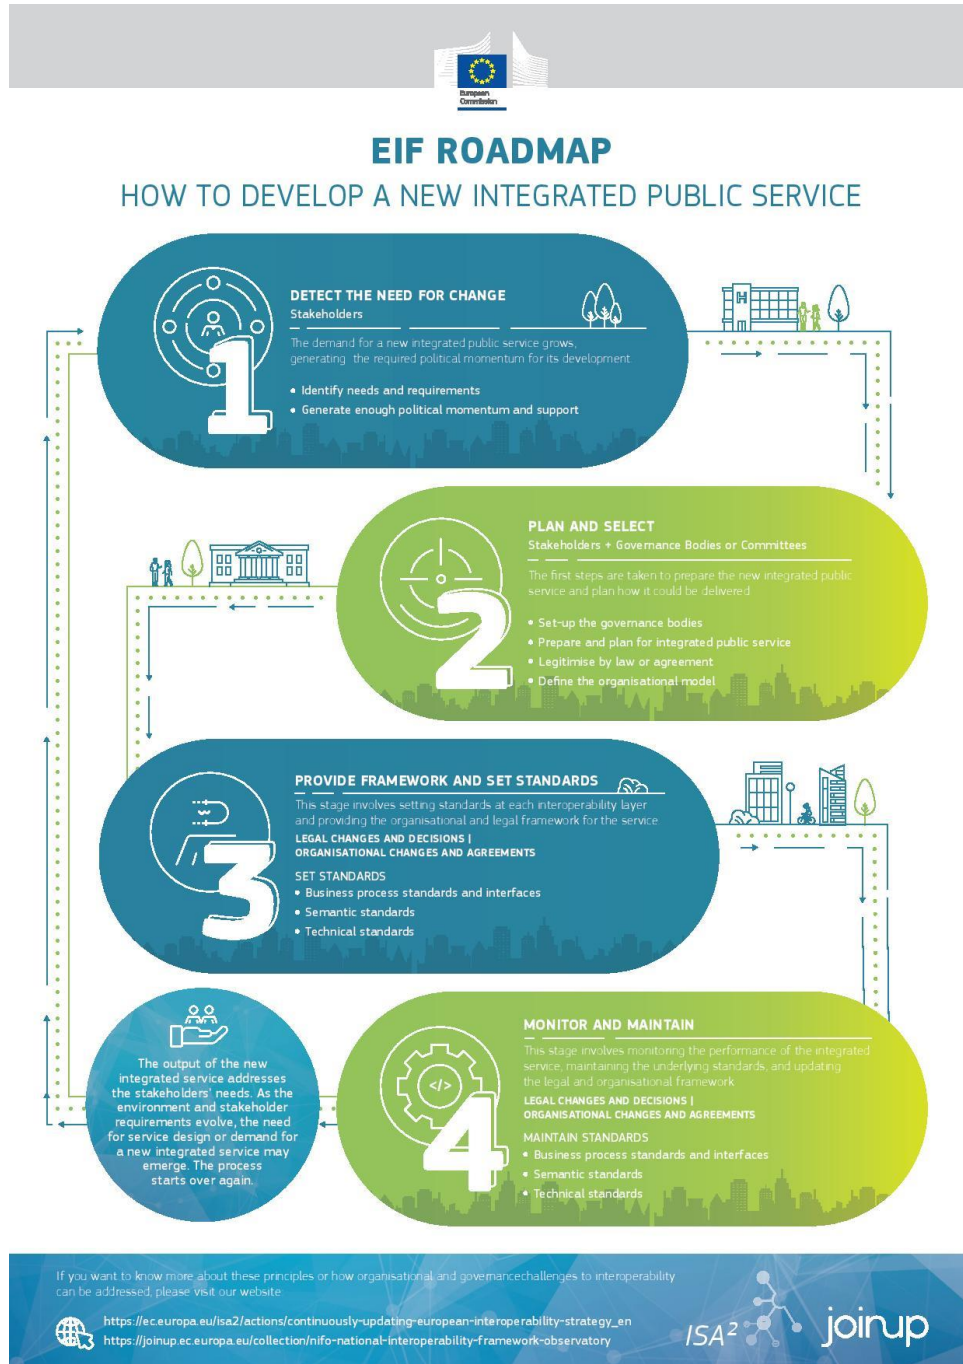 European
Commission
EIF ROADMAP
HOW TO DEVELOP A NEW INTEGRATED PUBLIC SERVICE
1
DETECT THE NEED FOR CHANGE
Stakeholders
The demand for a new integrated public service grows,
generating the required political momentum for its development.
• Identify needs and requirements
• Generate enough political momentum and support
H
2
PLAN AND SELECT
Stakeholders + Governance Bodies or Committees
The first steps are taken to prepare the new integrated public
service and plan how it could be delivered
• Set-up the governance bodies
• Prepare and plan for integrated public service
• Legitimise by law or agreement
• Define the organisational model
3
PROVIDE FRAMEWORK AND SET STANDARDS
This stage involves setting standards at each interoperability layer
and providing the organisational and legal framework for the service
LEGAL CHANGES AND DECISIONS |
ORGANISATIONAL CHANGES AND AGREEMENTS
SET STANDARDS
• Business process standards and interfaces
• Semantic standards
• Technical standards
4
</>
MONITOR AND MAINTAIN
This stage involves monitoring the performance of the integrated
service, maintaining the underlying standards, and updating
the legal and organisational framework
LEGAL CHANGES AND DECISIONS |
ORGANISATIONAL CHANGES AND AGREEMENTS
MAINTAIN STANDARDS
• Business process standards and interfaces
• Semantic standards
• Technical standards
The output of the new
integrated service addresses
the stakeholders' needs. As the
environment and stakeholder
requirements evolve, the need
for service design or demand for
a new integrated service may
emerge. The process
starts over again.
If you want to know more about these principles or how organisational and governancechallenges to interoperability
can be addressed, please visit our website
https://ec.europa.eu/isa2/actions/continuously-updating-european-interoperability-strategy_en
https://joinup.ec.europa.eu/collection/nifo-national-interoperability-framework-observatory
ISA²
joinup